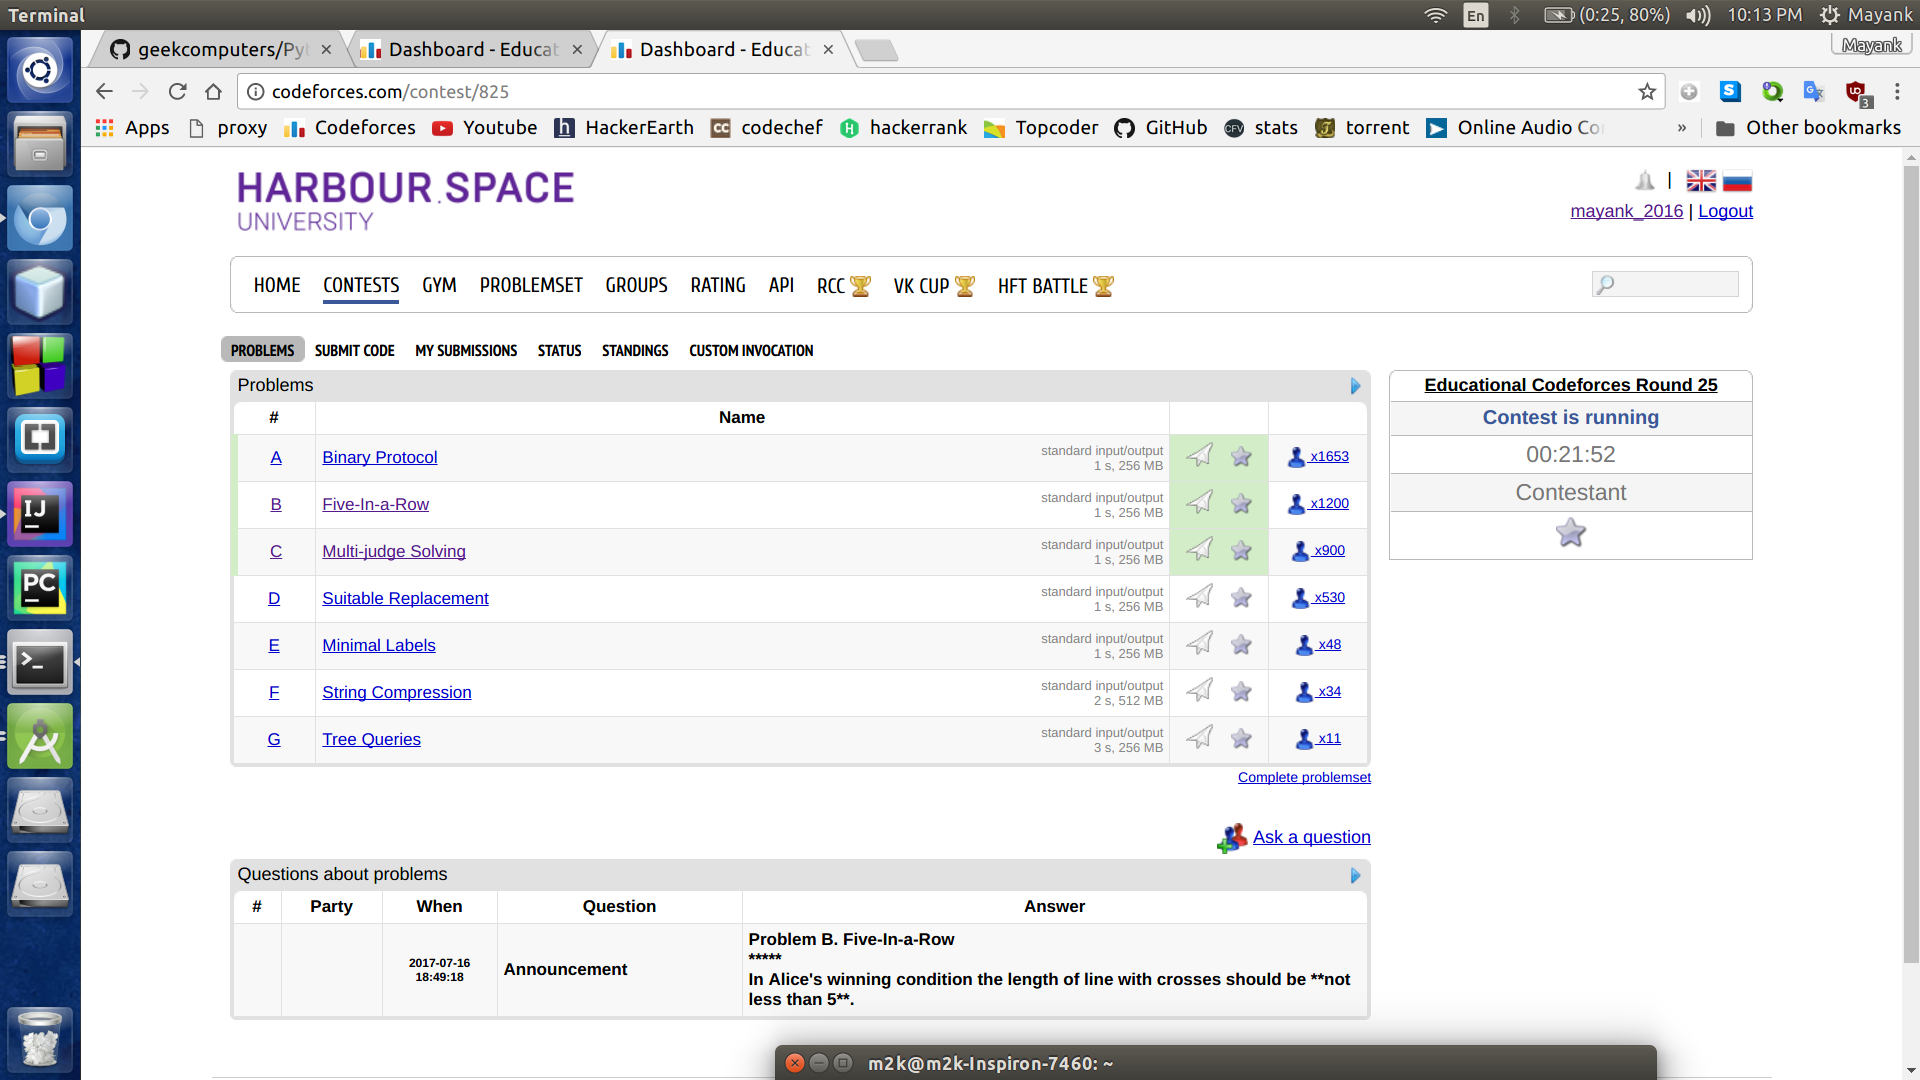 Terminal
En
(0:25, 80%)
10:13 PM
Mayank
geekcomputers/Pyt
Dashboard - Educat
Dashboard - Educat
Mayank
codeforces.com/contest/825
3
Apps
proxy
Codeforces
Youtube
HackerEarth
codechef
hackerrank
Topcoder
GitHub
stats
torrent
Online Audio Co
»
Other bookmarks
HARBOUR.SPACE
UNIVERSITY
|
mayank_2016 | Logout
HOME CONTESTS GYM PROBLEMSET GROUPS RATING API RCC VK CUP HFT BATTLE
PROBLEMS SUBMIT CODE MY SUBMISSIONS STATUS STANDINGS CUSTOM INVOCATION
Problems
# Name
A Binary Protocol standard input/output
1 s, 256 MB
x1653
B Five-In-a-Row standard input/output
1 s, 256 MB
x1200
C Multi-judge Solving standard input/output
1 s, 256 MB
x900
D Suitable Replacement standard input/output
1 s, 256 MB
x530
E Minimal Labels standard input/output
1 s, 256 MB
x48
F String Compression standard input/output
2 s, 512 MB
x34
G Tree Queries standard input/output
3 s, 256 MB
x11
Complete problemset
Educational Codeforces Round 25
Contest is running
00:21:52
Contestant
Ask a question
Questions about problems
# Party When Question Answer
2017-07-16
18:49:18
Announcement
Problem B. Five-In-a-Row
*****
In Alice's winning condition the length of line with crosses should be **not
less than 5**.
m2k@m2k-Inspiron-7460: ~
IJ
PC